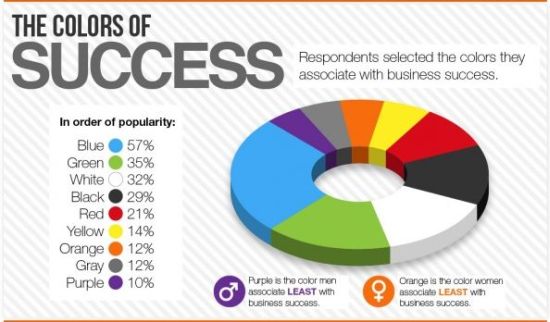 THE COLORS OF
SUCCESS
Respondents selected the colors they
associate with business success.
In order of popularity:
Blue 57%
Green 35%
White 32%
Black 29%
Red 21%
Yellow 14%
Orange 12%
Gray 12%
Purple 10%
Purple is the color men
associate LEAST with
business success.
Orange is the color women
associate LEAST with
business success.